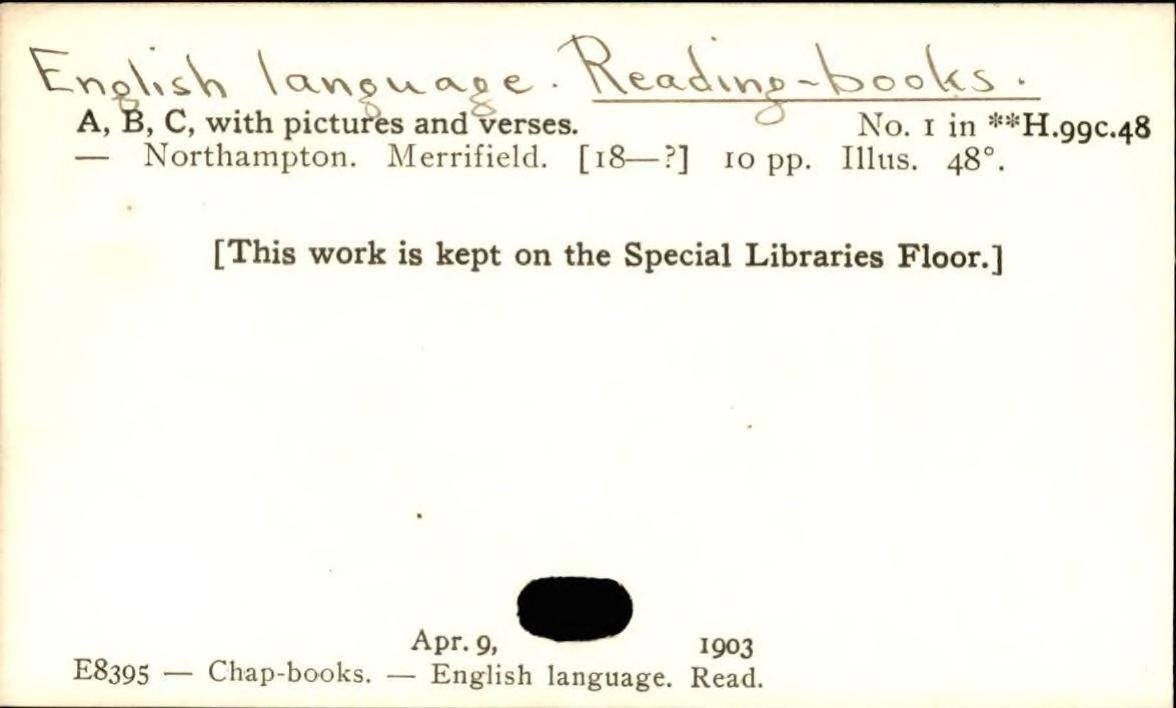 English language. Reading-books.
A, B, C, with pictures and verses. No. 1 in **H.99c.48
— Northampton. Merrifield. [18—?] 10 pp. Illus. 48°.
[This work is kept on the Special Libraries Floor.]
Apr. 9, 1903
E8395 — Chap-books. — English language. Read.